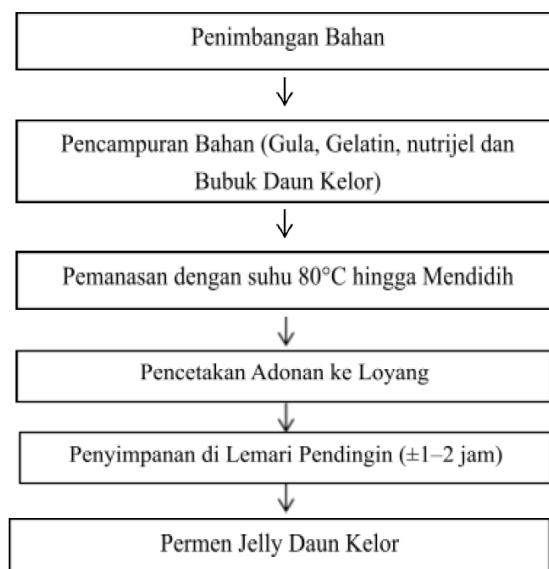 Penimbangan Bahan
Pencampuran Bahan (Gula, Gelatin, nutrijel dan
Bubuk Daun Kelor)
Pemanasan dengan suhu 80°C hingga Mendidih
Pencetakan Adonan ke Loyang
Penyimpanan di Lemari Pendingin (±1–2 jam)
Permen Jelly Daun Kelor